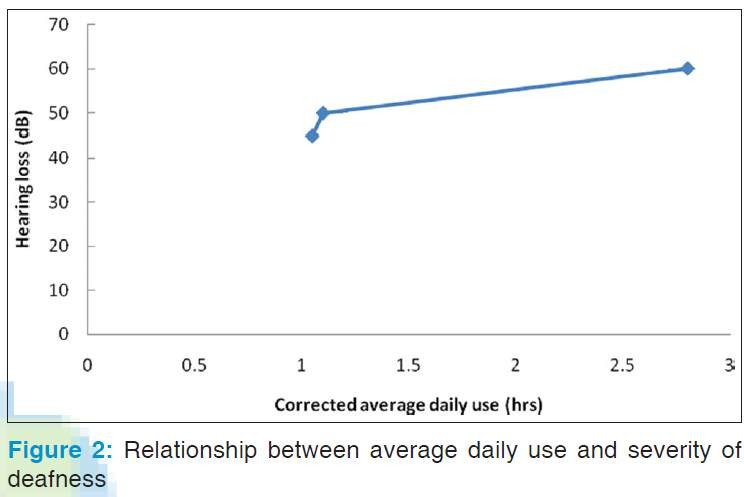 70
60
50
40
30
20
10
0
Hearing loss (dB)
0 0.5 1 1.5 2 2.5 3
Corrected average daily use (hrs)
Figure 2: Relationship between average daily use and severity of
deafness